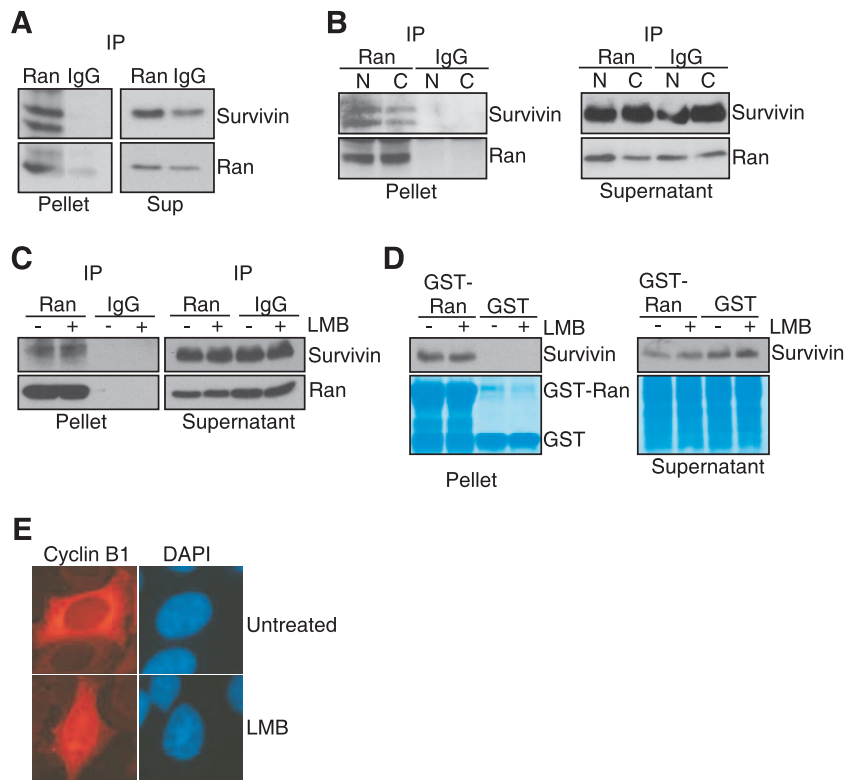 A
IP
Ran IgG Ran IgG
Survivin
Ran
Pellet Sup
B
IP IP
Ran IgG Ran IgG
N C N C N C N C
Survivin Survivin
Ran Ran
Pellet Supernatant
C
IP IP
Ran IgG Ran IgG
- + - + - + - + LMB
Survivin
Ran
Pellet Supernatant
D
GST- GST-
Ran GST Ran GST
- + - + LMB - + - + LMB
Survivin Survivin
GST-Ran
GST
Pellet Supernatant
E
Cyclin B1 DAPI
Untreated
LMB